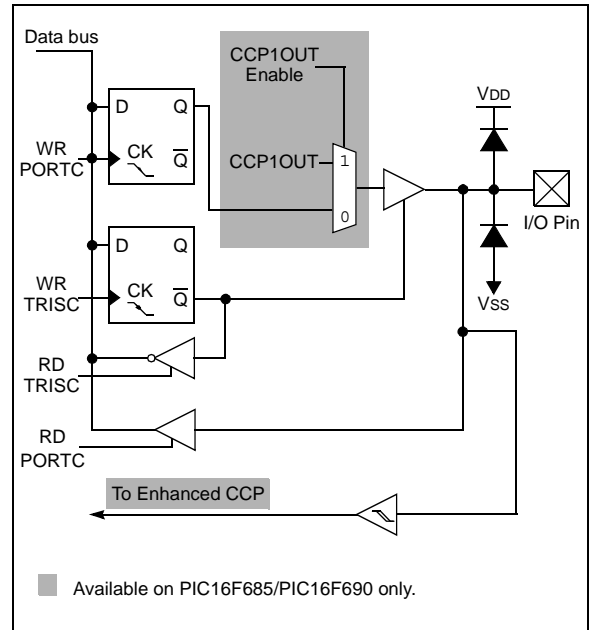 Data bus
CCP1OUT
Enable
VDD
D Q
WR
PORTC
CK Q
CCP1OUT
1
0
I/O Pin
D Q
WR
TRISC
CK Q
VSS
RD
TRISC
RD
PORTC
To Enhanced CCP
Available on PIC16F685/PIC16F690 only.